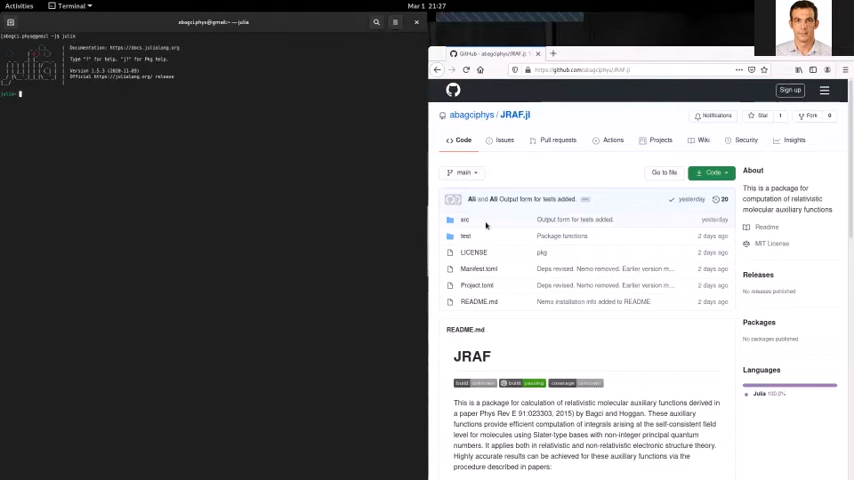 Activities
Terminal
Mar 1 21:27
abagci.phys@gmail:~ — julia
[abagci.phys@gmail ~]$ julia
Documentation: https://docs.julialang.org
Type "?" for help, "]?" for Pkg help.
Version 1.5.3 (2020-11-09)
Official https://julialang.org/ release
julia>
GitHub - abagciphys/JRAF.jl
https://github.com/abagciphys/JRAF.jl
Sign up
abagciphys / JRAF.jl
Notifications
Star 1
Fork 0
Code
Issues
Pull requests
Actions
Projects
Wiki
Security
Insights
main
Go to file
Code
About
This is a package for
computation of relativistic
molecular auxiliary functions
Readme
MIT License
Releases
No releases published
Packages
No packages published
Languages
Julia 100.0%
Ali and Ali Output form for tests added.
yesterday
20
src
Output form for tests added.
yesterday
test
Package functions
2 days ago
LICENSE
pkg
2 days ago
Manifest.toml
Deps revised. Nemo removed. Earlier version m...
2 days ago
Project.toml
Deps revised. Nemo removed. Earlier version m...
2 days ago
README.md
Nemo installation info added to README
2 days ago
README.md
JRAF
build unknown
build passing
coverage unknown
This is a package for calculation of relativistic molecular auxiliary functions derived in
a paper Phys Rev E 91:023303, 2015) by Bagci and Hoggan. These auxiliary
functions provide efficient computation of integrals arising at the self-consistent field
level for molecules using Slater-type bases with non-integer principal quantum
numbers. It applies both in relativistic and non-relativistic electronic structure theory.
Highly accurate results can be achieved for these auxiliary functions via the
procedure described in papers: